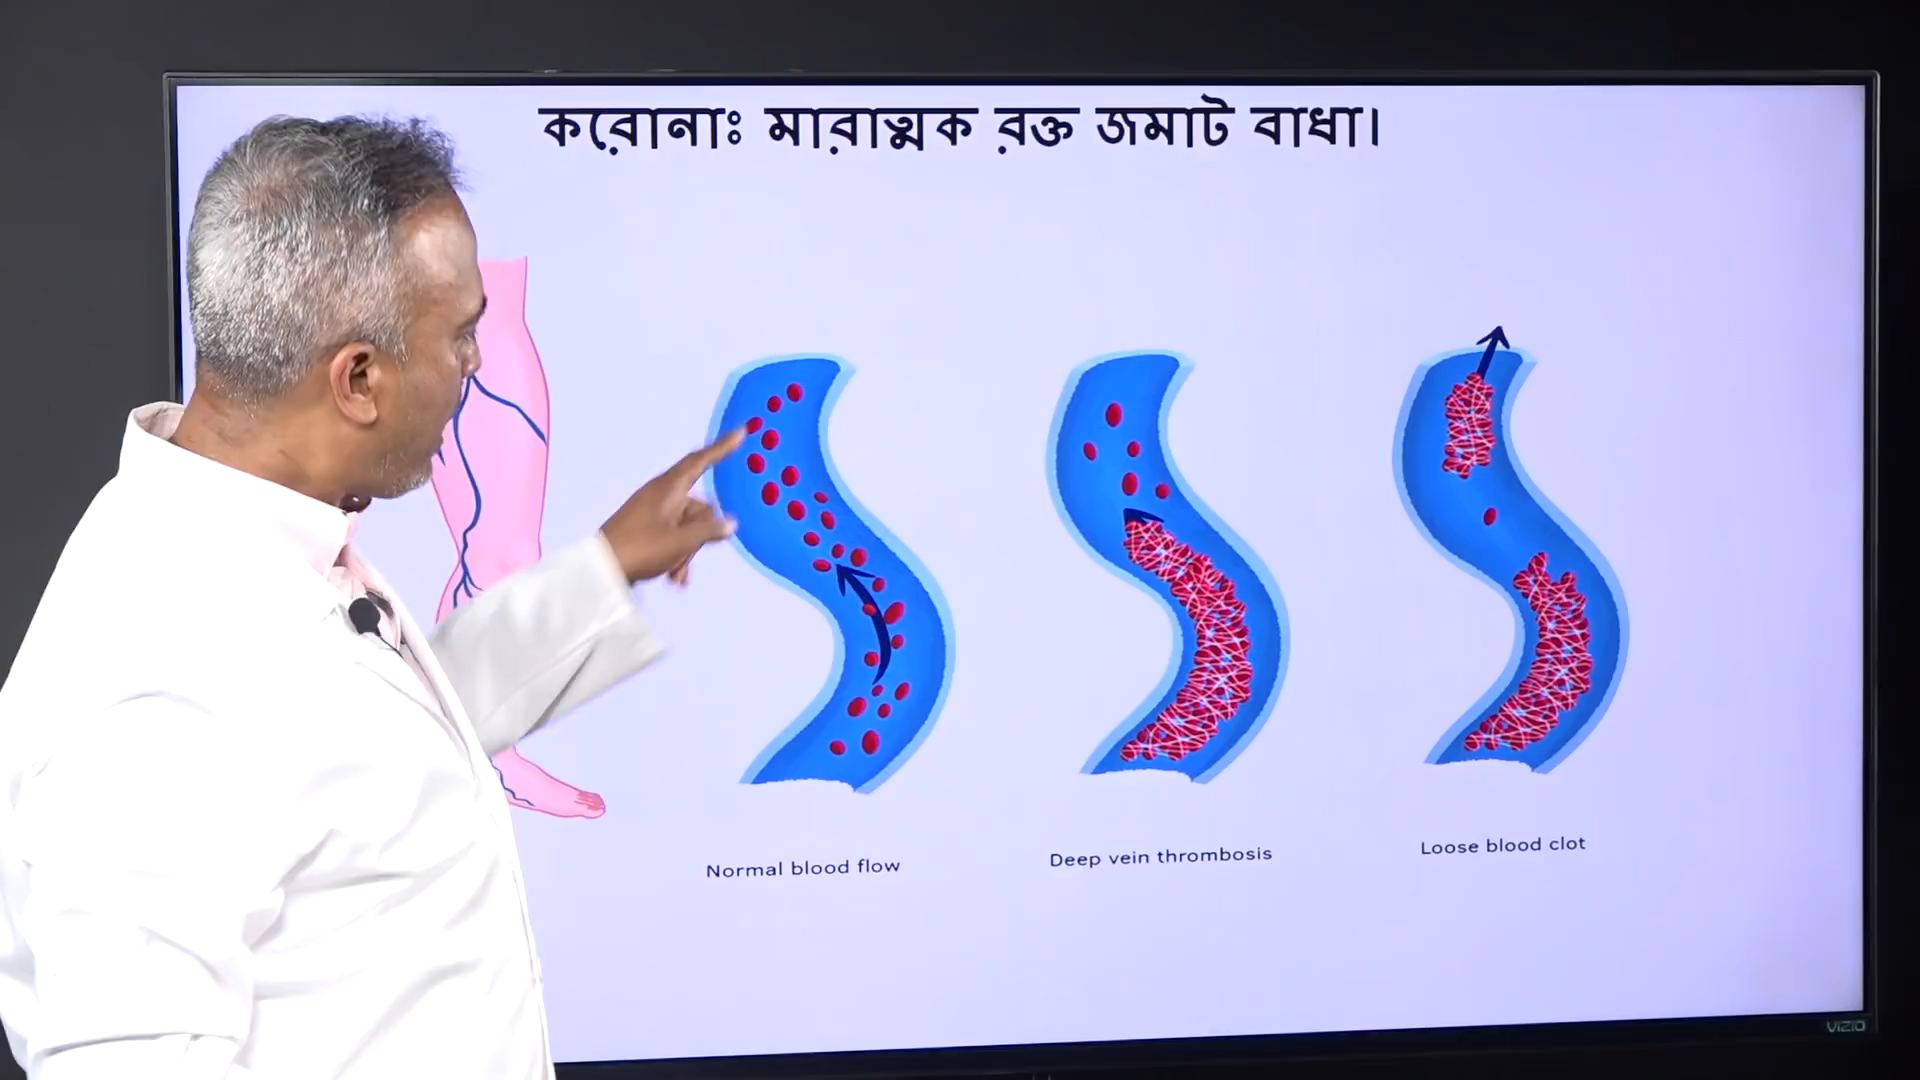 করোনাঃ মারাত্মক রক্ত জমাট বাধা।
Normal blood flow
Deep vein thrombosis
Loose blood clot
VIZIO